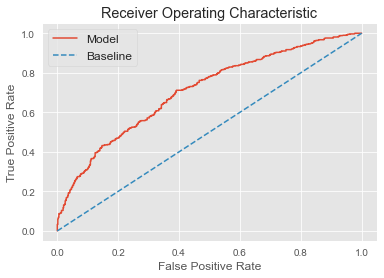 Receiver Operating Characteristic
1.0
0.8
0.6
0.4
0.2
0.0
True Positive Rate
Model
Baseline
0.0 0.2 0.4 0.6 0.8 1.0
False Positive Rate